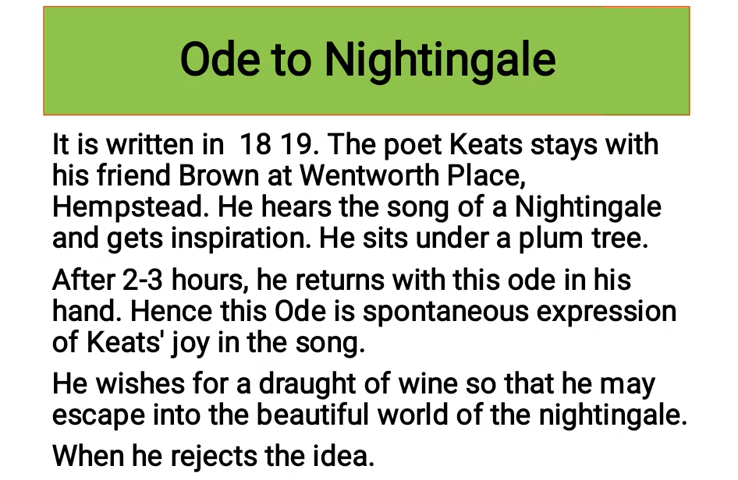 Ode to Nightingale
It is written in 18 19. The poet Keats stays with
his friend Brown at Wentworth Place,
Hempstead. He hears the song of a Nightingale
and gets inspiration. He sits under a plum tree.
After 2-3 hours, he returns with this ode in his
hand. Hence this Ode is spontaneous expression
of Keats' joy in the song.
He wishes for a draught of wine so that he may
escape into the beautiful world of the nightingale.
When he rejects the idea.